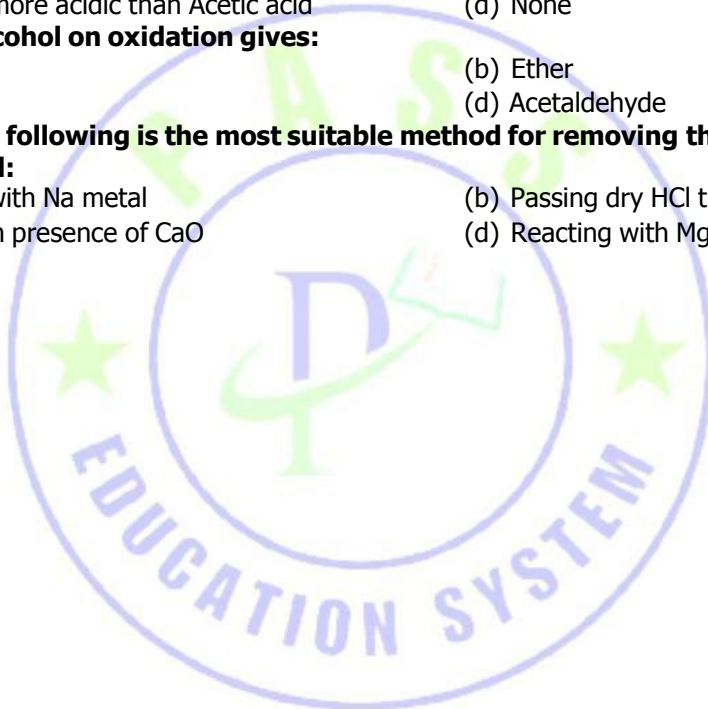 more acidic than Acetic acid (d) None
cohol on oxidation gives:
(b) Ether
(d) Acetaldehyde
following is the most suitable method for removing th
l:
with Na metal (b) Passing dry HCl t
n presence of CaO (d) Reacting with Mg
PASS
EDUCATION SYSTEM